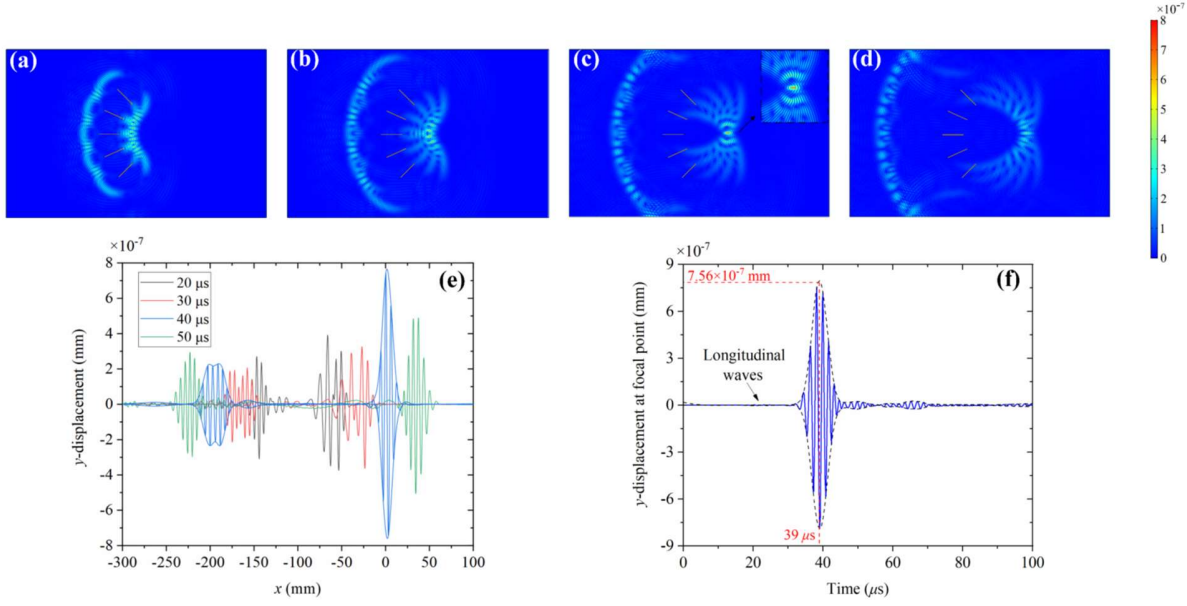 ×10⁻⁷
(a)
(b)
(c)
(d)
8
7
6
5
4
3
2
1
0
×10⁻⁷
(e)
20 μs
30 μs
40 μs
50 μs
8
6
4
2
0
-2
-4
-6
-8
y-displacement (mm)
-300
-250
-200
-150
-100
-50
0
50
100
x (mm)
×10⁻⁷
(f)
7.56×10⁻⁷ mm
Longitudinal
waves
39 μs
9
6
3
0
-3
-6
-9
y-displacement at focal point (mm)
0
20
40
60
80
100
Time (μs)